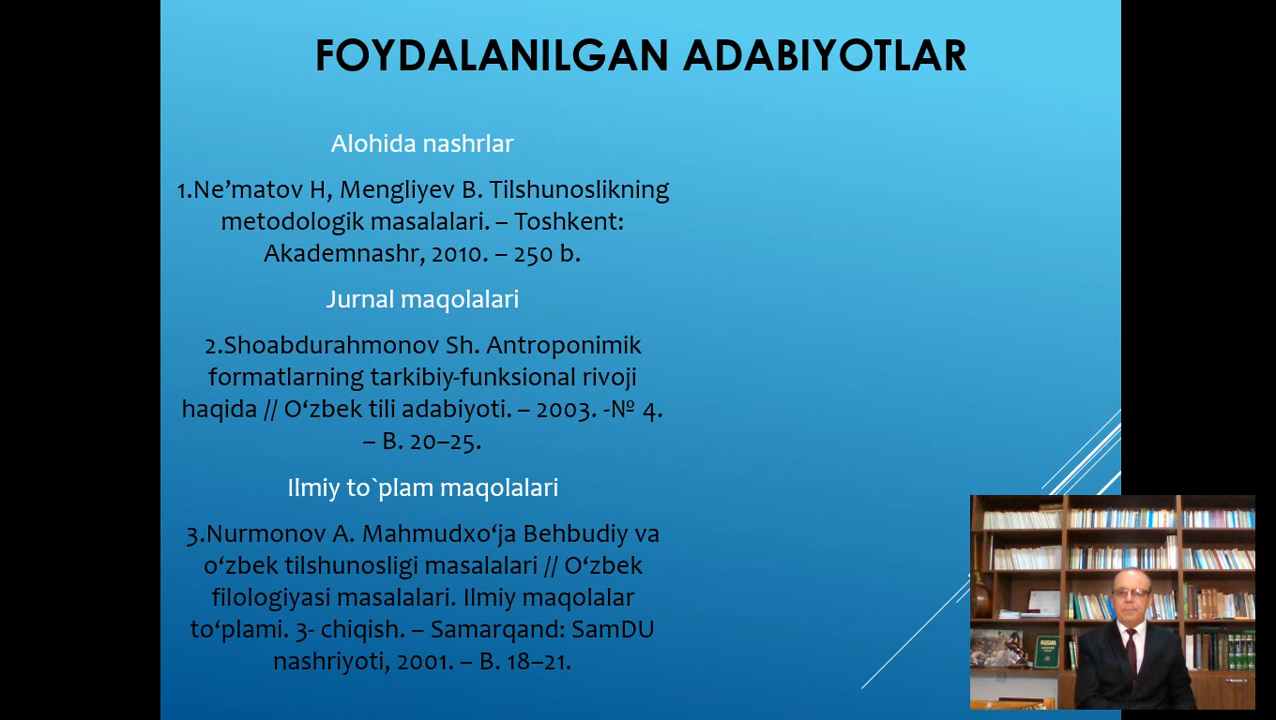 FOYDALANILGAN ADABIYOTLAR
Alohida nashrlar
1.Ne’matov H, Mengliyev B. Tilshunoslikning
metodologik masalalari. – Toshkent:
Akademnashr, 2010. – 250 b.
Jurnal maqolalari
2.Shoabdurahmonov Sh. Antroponimik
formatlarning tarkibiy-funksional rivoji
haqida // O‘zbek tili adabiyoti. – 2003. -№ 4.
– B. 20–25.
Ilmiy to`plam maqolalari
3.Nurmonov A. Mahmudxo‘ja Behbudiy va
o‘zbek tilshunosligi masalalari // O‘zbek
filologiyasi masalalari. Ilmiy maqolalar
to‘plami. 3- chiqish. – Samarqand: SamDU
nashriyoti, 2001. – B. 18–21.